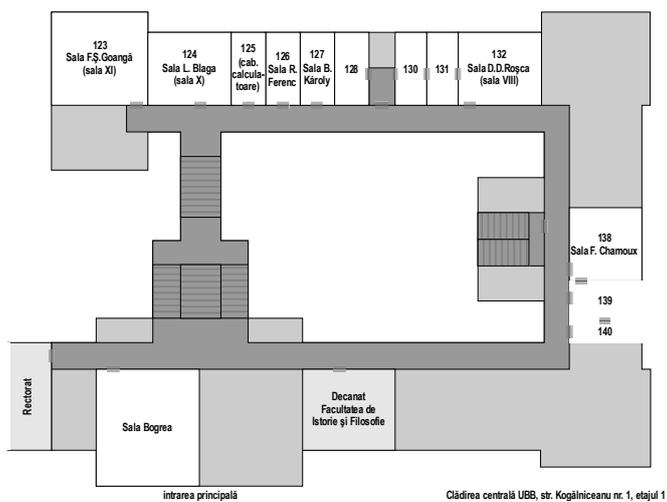 123
Sala F.Ş.Goangă
(sala XI)
124
Sala L. Blaga
(sala X)
125
(cab.
calcula-
toare)
126
Sala R.
Ferenc
127
Sala B.
Károly
128
130
131
132
Sala D.D.Roşca
(sala VIII)
138
Sala F. Chamoux
139
140
Rectorat
Sala Bogrea
Decanat
Facultatea de
Istorie şi Filosofie
intrarea principală
Clădirea centrală UBB, str. Kogălniceanu nr. 1, etajul 1